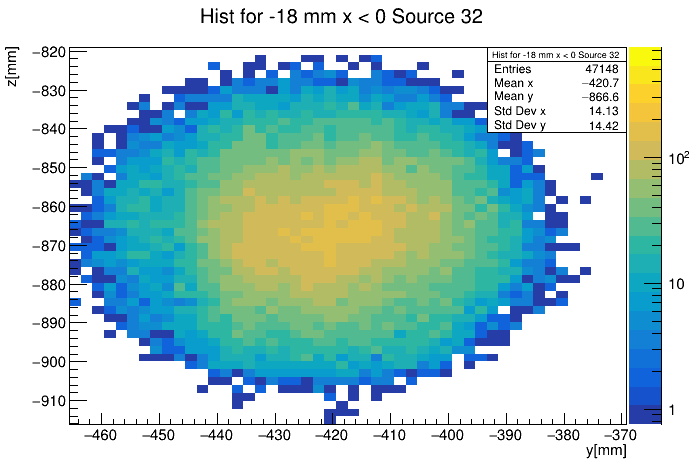 Hist for -18 mm x < 0 Source 32
z[mm]
−820
−830
−840
−850
−860
−870
−880
−890
−900
−910
Hist for -18 mm x < 0 Source 32
Entries 47148
Mean x −420.7
Mean y −866.6
Std Dev x 14.13
Std Dev y 14.42
10²
10
1
−460 −450 −440 −430 −420 −410 −400 −390 −380 −370
y[mm]